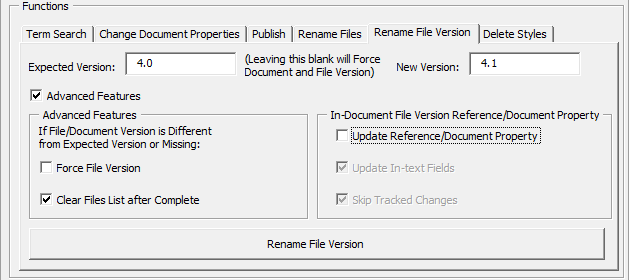 Functions
Term Search Change Document Properties Publish Rename Files Rename File Version Delete Styles
Expected Version: 4.0 (Leaving this blank will Force New Version: 4.1
Document and File Version)
Advanced Features
Advanced Features
If File/Document Version is Different
from Expected Version or Missing:
Force File Version
Clear Files List after Complete
In-Document File Version Reference/Document Property
Update Reference/Document Property
Update In-text Fields
Skip Tracked Changes
Rename File Version